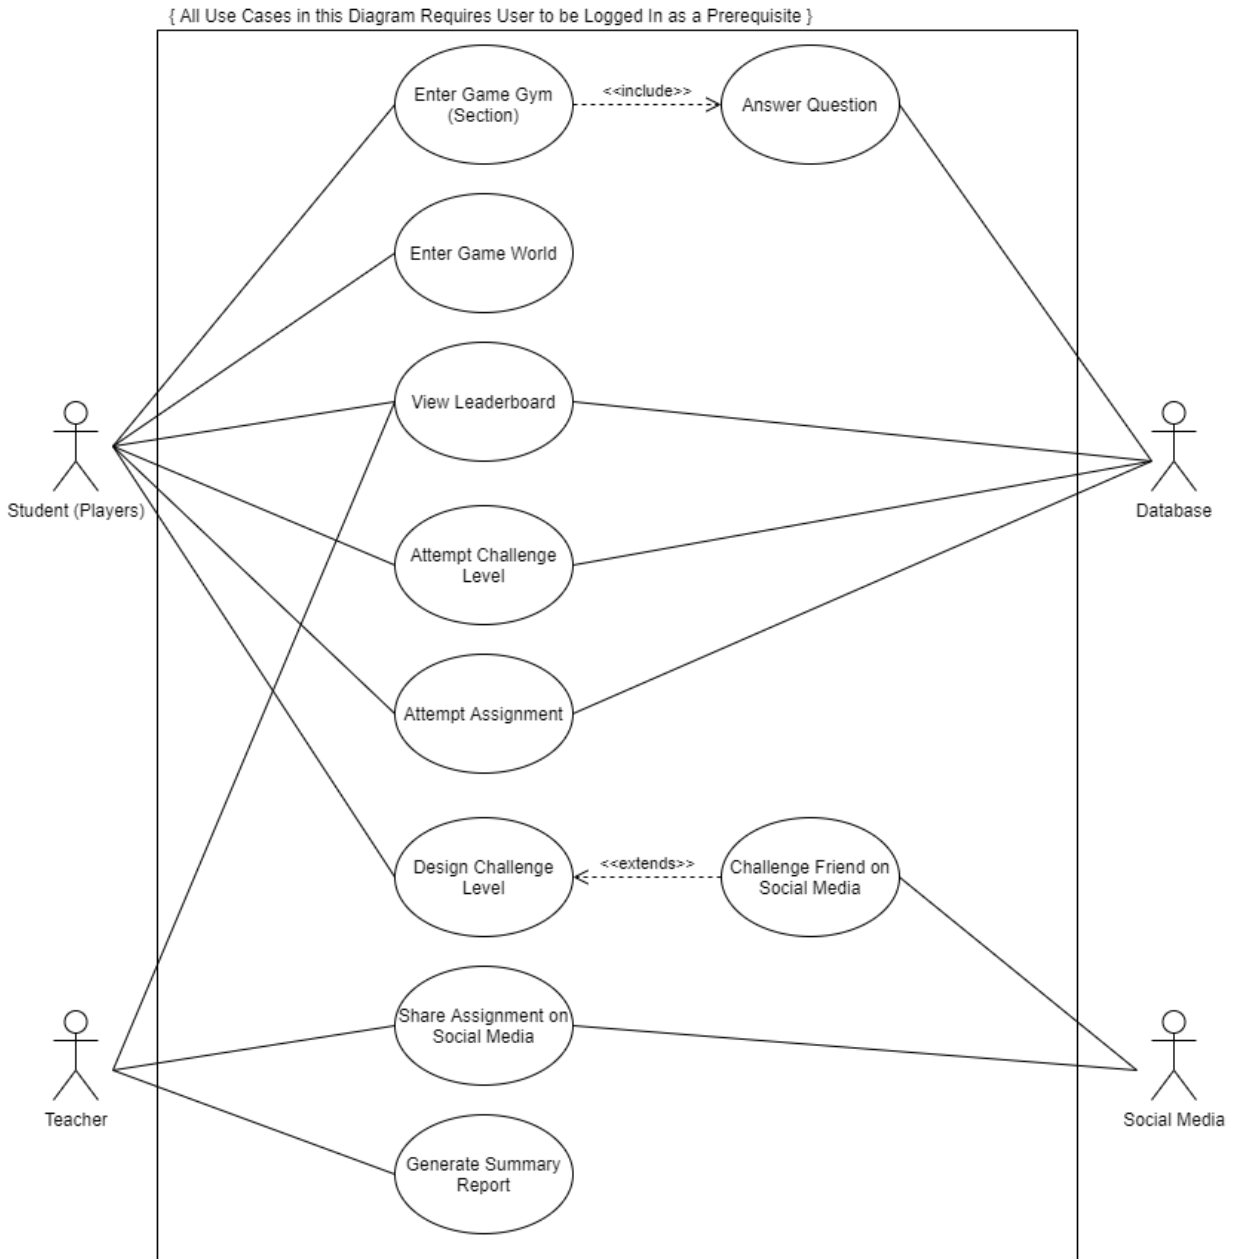 { All Use Cases in this Diagram Requires User to be Logged In as a Prerequisite }
Enter Game Gym
(Section)
<<include>>
Answer Question
Enter Game World
View Leaderboard
Student (Players)
Database
Attempt Challenge
Level
Attempt Assignment
Design Challenge
Level
<<extends>>
Challenge Friend on
Social Media
Share Assignment on
Social Media
Teacher
Social Media
Generate Summary
Report